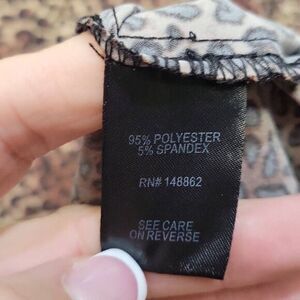 95% POLYESTER
5% SPANDEX
RN# 148862
SEE CARE
ON REVERSE